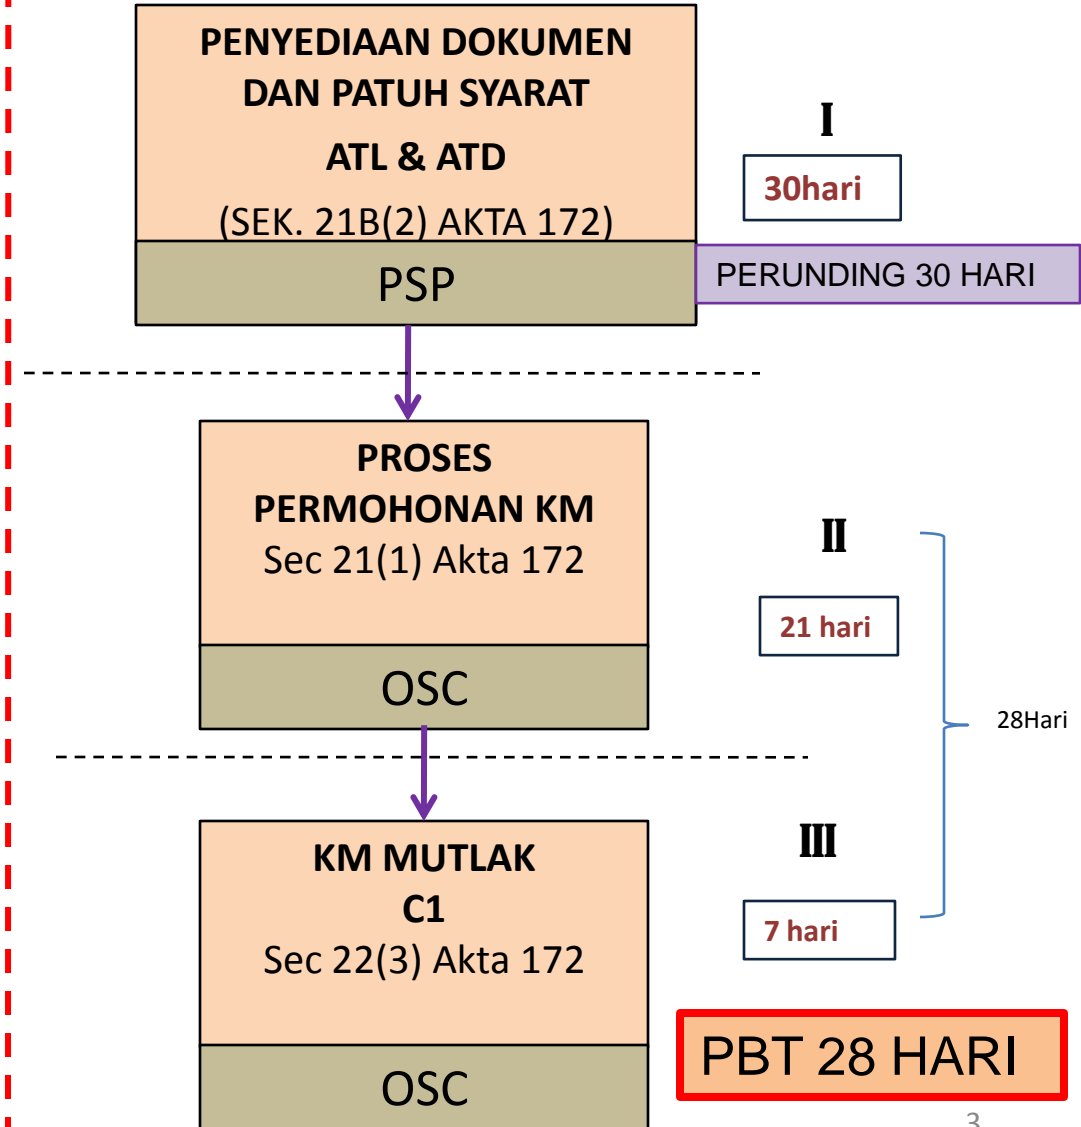 PENYEDIAAN DOKUMEN
DAN PATUH SYARAT
ATL & ATD
(SEK. 21B(2) AKTA 172)
PSP
I
30hari
PERUNDING 30 HARI
PROSES
PERMOHONAN KM
Sec 21(1) Akta 172
OSC
II
21 hari
28Hari
KM MUTLAK
C1
Sec 22(3) Akta 172
OSC
III
7 hari
PBT 28 HARI
3